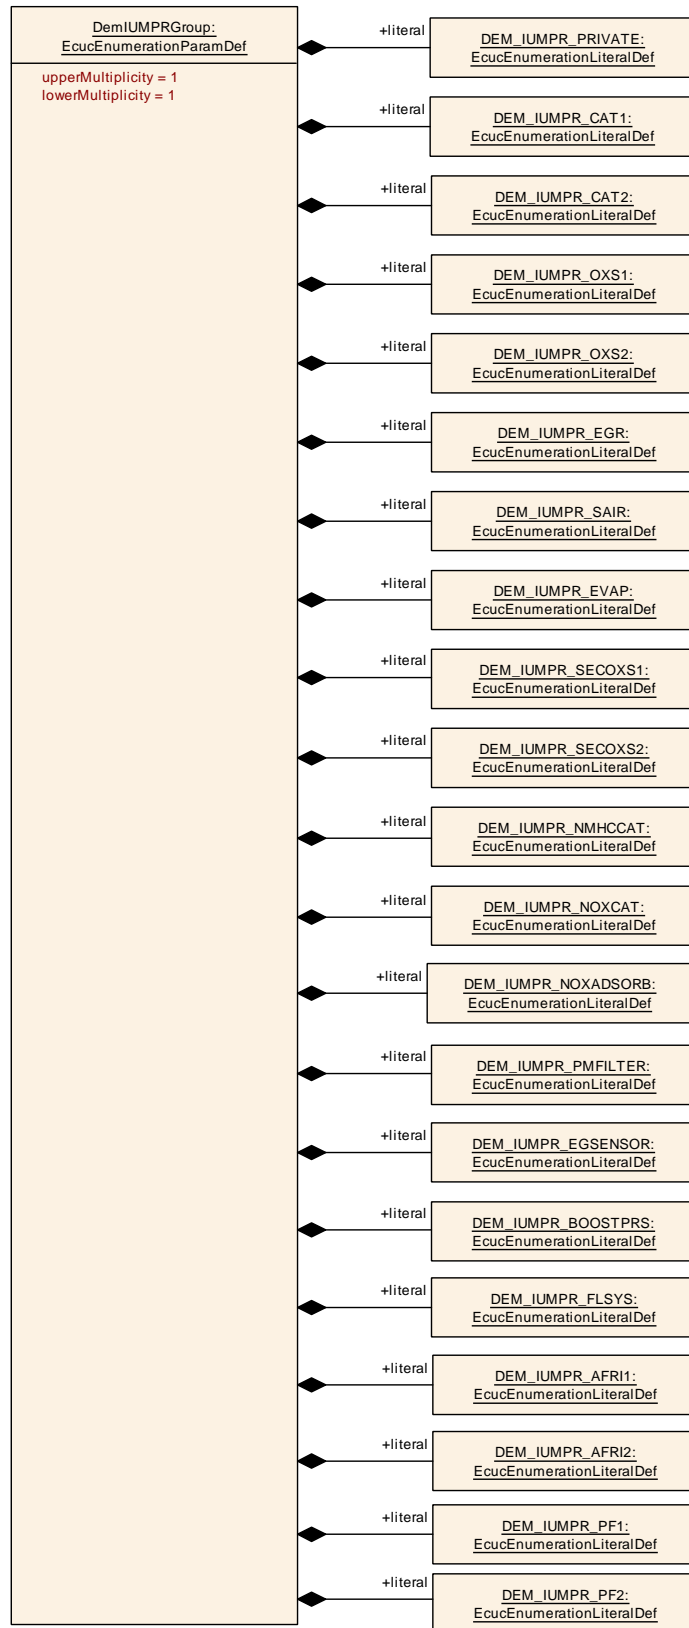 DemIUMPRGroup:
EcucEnumerationParamDef
upperMultiplicity = 1
lowerMultiplicity = 1
+literal
DEM_IUMPR_PRIVATE:
EcucEnumerationLiteralDef
+literal
DEM_IUMPR_CAT1:
EcucEnumerationLiteralDef
+literal
DEM_IUMPR_CAT2:
EcucEnumerationLiteralDef
+literal
DEM_IUMPR_OXS1:
EcucEnumerationLiteralDef
+literal
DEM_IUMPR_OXS2:
EcucEnumerationLiteralDef
+literal
DEM_IUMPR_EGR:
EcucEnumerationLiteralDef
+literal
DEM_IUMPR_SAIR:
EcucEnumerationLiteralDef
+literal
DEM_IUMPR_EVAP:
EcucEnumerationLiteralDef
+literal
DEM_IUMPR_SECOXS1:
EcucEnumerationLiteralDef
+literal
DEM_IUMPR_SECOXS2:
EcucEnumerationLiteralDef
+literal
DEM_IUMPR_NMHCCAT:
EcucEnumerationLiteralDef
+literal
DEM_IUMPR_NOXCAT:
EcucEnumerationLiteralDef
+literal
DEM_IUMPR_NOXADSORB:
EcucEnumerationLiteralDef
+literal
DEM_IUMPR_PMFILTER:
EcucEnumerationLiteralDef
+literal
DEM_IUMPR_EGSENSOR:
EcucEnumerationLiteralDef
+literal
DEM_IUMPR_BOOSTPRS:
EcucEnumerationLiteralDef
+literal
DEM_IUMPR_FLSYS:
EcucEnumerationLiteralDef
+literal
DEM_IUMPR_AFRI1:
EcucEnumerationLiteralDef
+literal
DEM_IUMPR_AFRI2:
EcucEnumerationLiteralDef
+literal
DEM_IUMPR_PF1:
EcucEnumerationLiteralDef
+literal
DEM_IUMPR_PF2:
EcucEnumerationLiteralDef